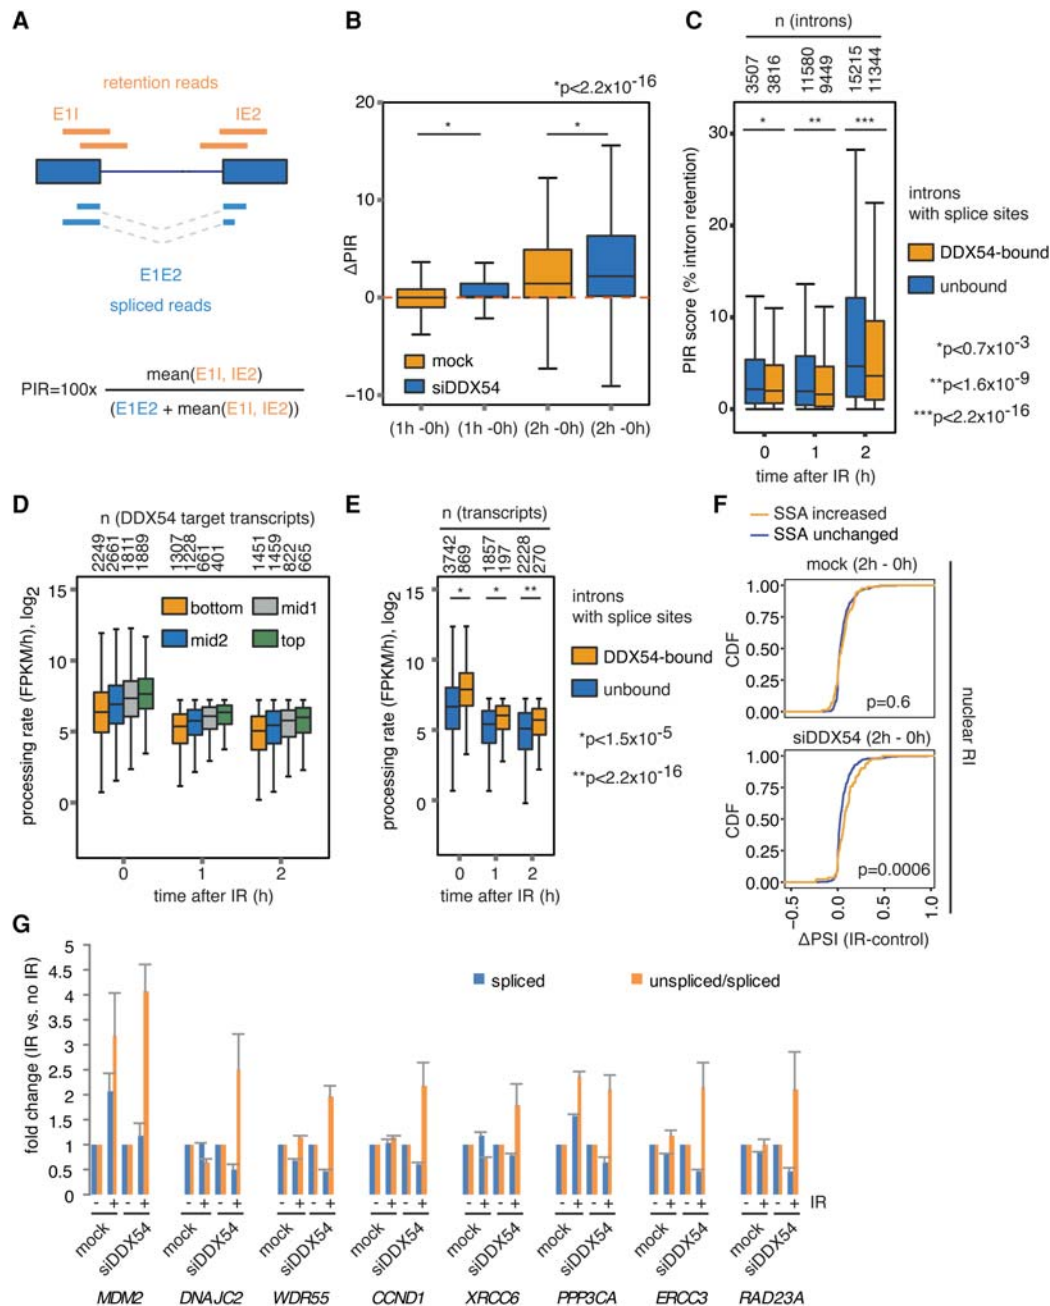 A
retention reads
E1I IE2
E1E2
spliced reads
PIR=100x mean(E1I, IE2)
(E1E2 + mean(E1I, IE2))
B
*p<2.2x10-16
20
10
0
−10
ΔPIR
* *
mock
siDDX54
(1h -0h) (1h -0h) (2h -0h) (2h -0h)
C
n (introns)
3507 3816 11580 9449 15215 11344
* ** ***
30
20
10
0
PIR score (% intron retention)
0 1 2
time after IR (h)
introns
with splice sites
DDX54-bound
unbound
*p<0.7x10-3
**p<1.6x10-9
***p<2.2x10-16
D
n (DDX54 target transcripts)
2249 2661 1811 1889 1307 1228 661 401 1451 1459 822 665
15
10
5
0
processing rate (FPKM/h), log2
bottom mid1
mid2 top
0 1 2
time after IR (h)
E
n (transcripts)
3742 869 1857 197 2228 270
* * **
15
10
5
0
processing rate (FPKM/h), log2
0 1 2
time after IR (h)
introns
with splice sites
DDX54-bound
unbound
*p<1.5x10-5
**p<2.2x10-16
F
SSA increased
SSA unchanged
mock (2h - 0h)
1.00
0.75
0.50
0.25
0.00
CDF
p=0.6
siDDX54 (2h - 0h)
1.00
0.75
0.50
0.25
0.00
CDF
p=0.0006
−0.5 0.0 0.5 1.0
ΔPSI (IR-control)
nuclear RI
G
fold change (IR vs. no IR)
5
4.5
4
3.5
3
2.5
2
1.5
1
0.5
0
spliced unspliced/spliced
- + - + - + - + - + - + - + - + - + - + - + - + - + - + - + - + IR
mock siDDX54 mock siDDX54 mock siDDX54 mock siDDX54 mock siDDX54 mock siDDX54 mock siDDX54 mock siDDX54
MDM2 DNAJC2 WDR55 CCND1 XRCC6 PPP3CA ERCC3 RAD23A